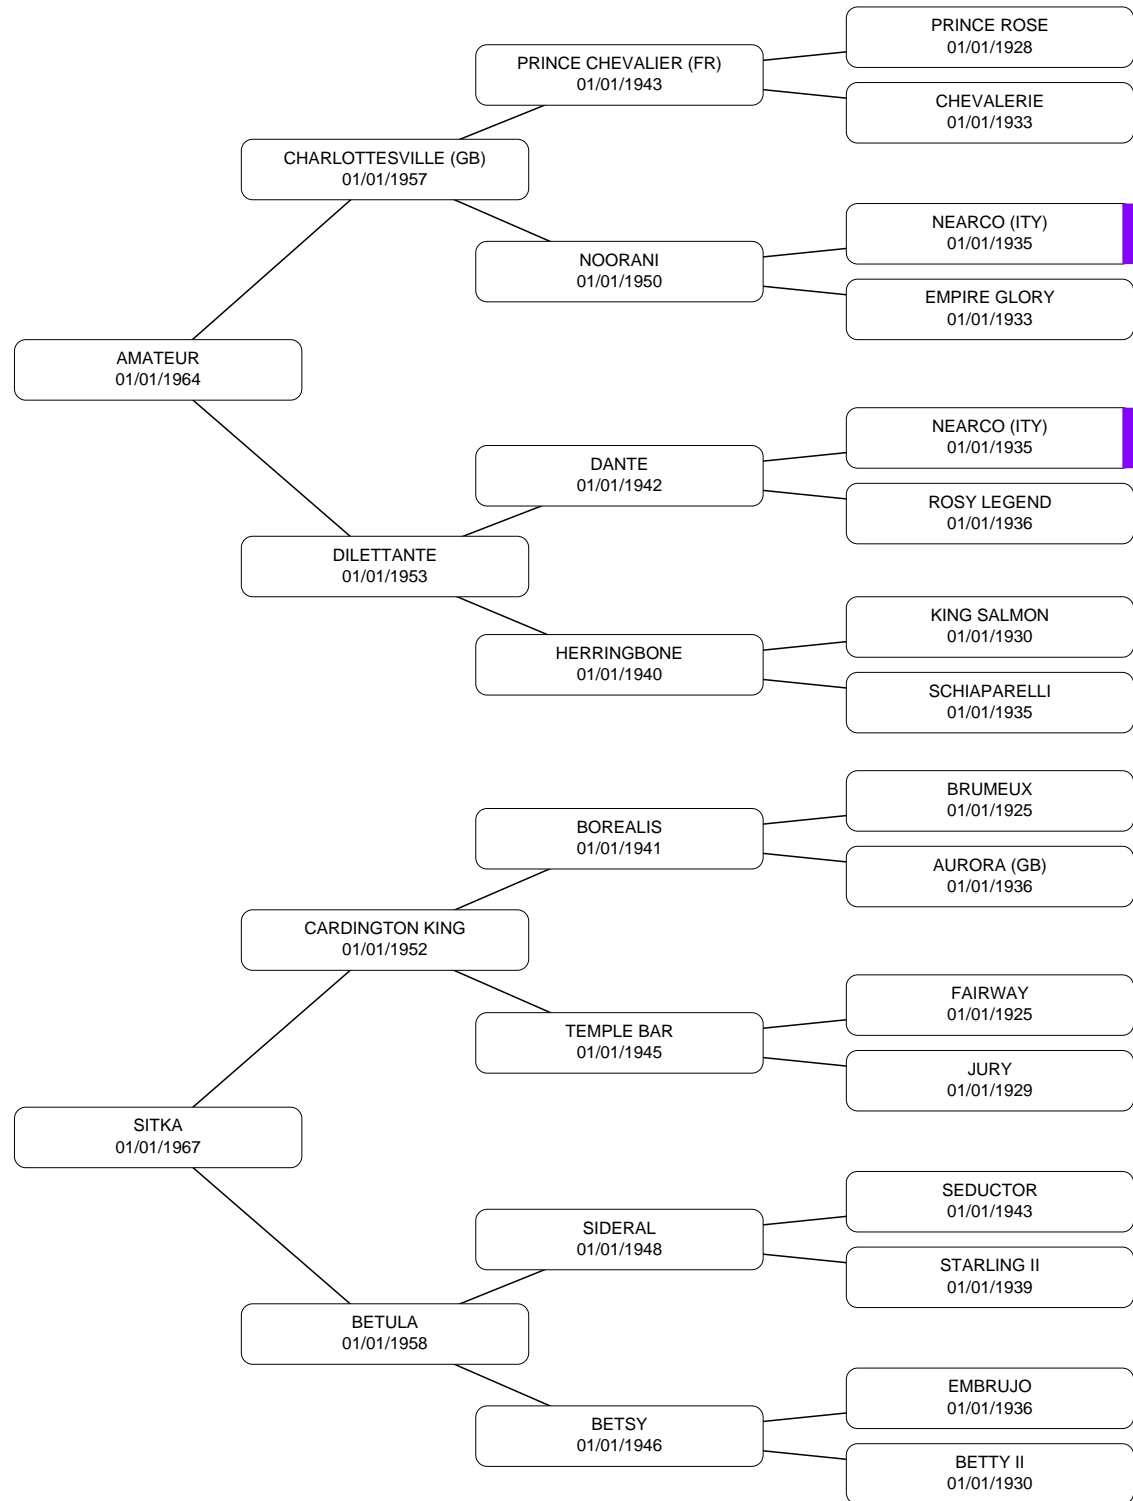 PRINCE ROSE
01/01/1928
PRINCE CHEVALIER (FR)
01/01/1943
CHEVALERIE
01/01/1933
CHARLOTTESVILLE (GB)
01/01/1957
NEARCO (ITY)
01/01/1935
NOORANI
01/01/1950
EMPIRE GLORY
01/01/1933
AMATEUR
01/01/1964
NEARCO (ITY)
01/01/1935
DANTE
01/01/1942
ROSY LEGEND
01/01/1936
DILETTANTE
01/01/1953
KING SALMON
01/01/1930
HERRINGBONE
01/01/1940
SCHIAPARELLI
01/01/1935
BRUMEUX
01/01/1925
BOREALIS
01/01/1941
AURORA (GB)
01/01/1936
CARDINGTON KING
01/01/1952
FAIRWAY
01/01/1925
TEMPLE BAR
01/01/1945
JURY
01/01/1929
SITKA
01/01/1967
SEDUCTOR
01/01/1943
SIDERAL
01/01/1948
STARLING II
01/01/1939
BETULA
01/01/1958
EMBRUJO
01/01/1936
BETSY
01/01/1946
BETTY II
01/01/1930